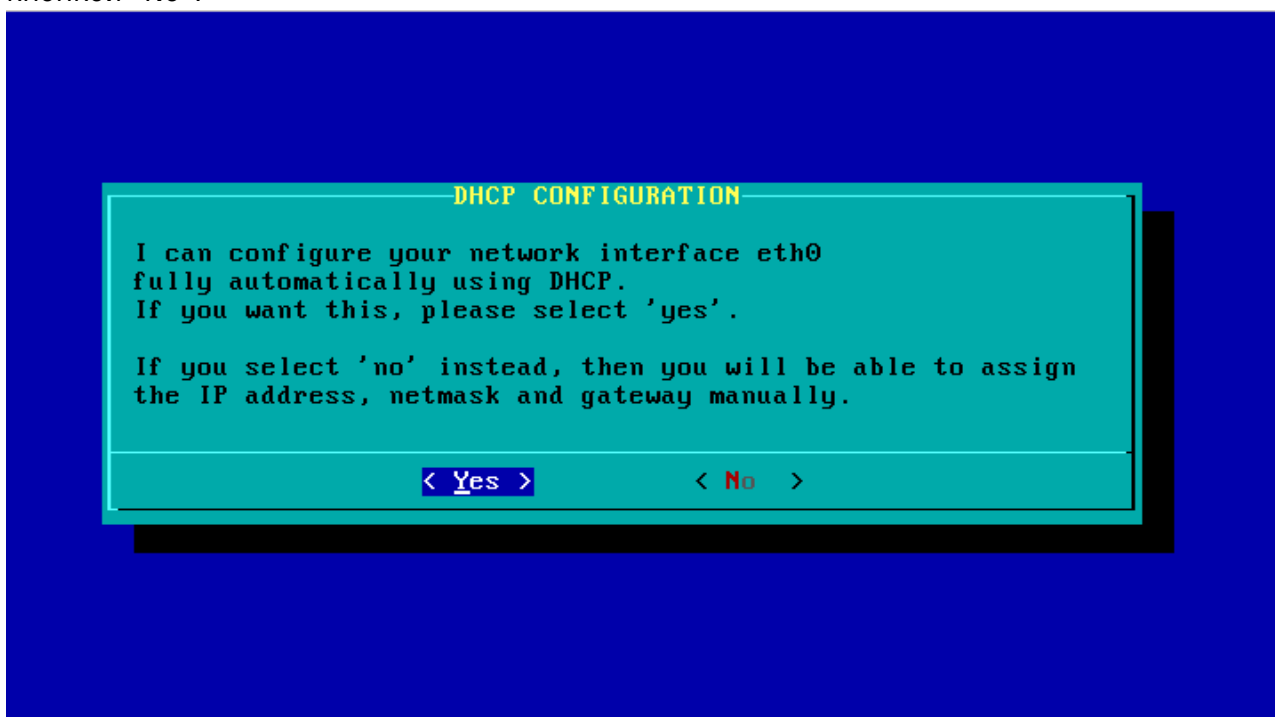 DHCP CONFIGURATION
I can configure your network interface eth0
fully automatically using DHCP.
If you want this, please select 'yes'.
If you select 'no' instead, then you will be able to assign
the IP address, netmask and gateway manually.
< Yes > < No >